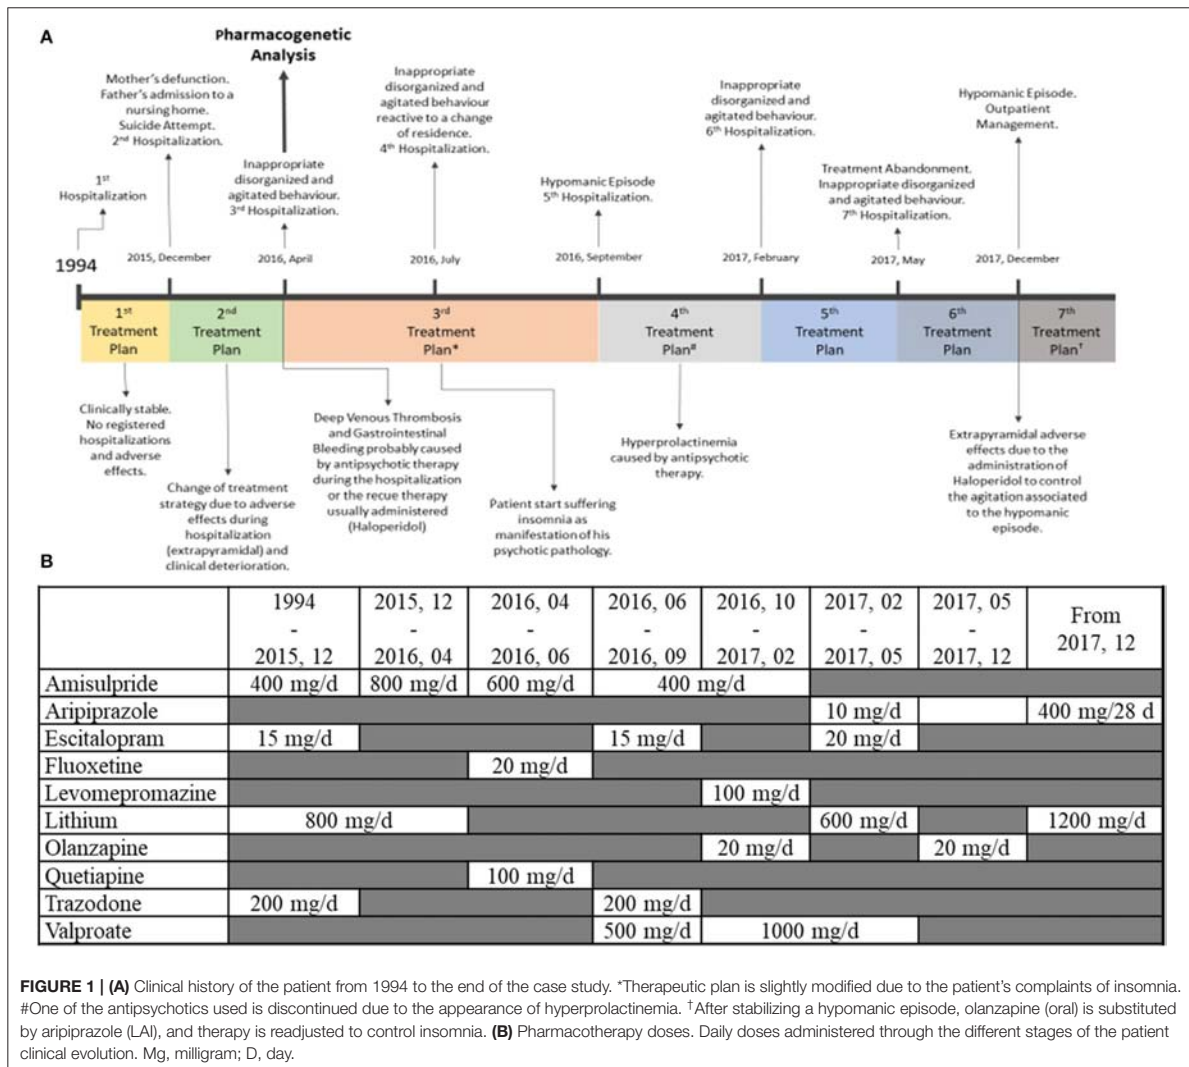 A
Pharmacogenetic
Analysis
Mother's defunction.
Father's admission to a
nursing home.
Suicide Attempt.
2nd Hospitalization.
Inappropriate
disorganized and
agitated behaviour
reactive to a change
of residence.
4th Hospitalization.
Inappropriate
disorganized and
agitated behaviour.
6th Hospitalization.
Hypomanic Episode.
Outpatient
Management.
1st
Hospitalization
Inappropriate
disorganized and
agitated behaviour.
3rd Hospitalization.
Hypomanic Episode
5th Hospitalization.
Treatment Abandonment.
Inappropriate disorganized
and agitated behaviour.
7th Hospitalization.
1994
2015, December
2016, April
2016, July
2016, September
2017, February
2017, May
2017, December
1st
Treatment
Plan
2nd
Treatment
Plan
3rd
Treatment
Plan*
4th
Treatment
Plan#
5th
Treatment
Plan
6th
Treatment
Plan
7th
Treatment
Plan†
Clinically stable.
No registered
hospitalizations
and adverse
effects.
Change of treatment
strategy due to adverse
effects during
hospitalization
(extrapyramidal) and
clinical deterioration.
Deep Venous Thrombosis
and Gastrointestinal
Bleeding probably caused
by antipsychotic therapy
during the hospitalization
or the recue therapy
usually administered
(Haloperidol)
Patient start suffering
insomnia as
manifestation of his
psychotic pathology.
Hyperprolactinemia
caused by antipsychotic
therapy.
Extrapyramidal adverse
effects due to the
administration of
Haloperidol to control
the agitation associated
to the hypomanic
episode.
B
1994 - 2015, 12 2015, 12 - 2016, 04 2016, 04 - 2016, 06 2016, 06 - 2016, 09 2016, 10 - 2017, 02 2017, 02 - 2017, 05 2017, 05 - 2017, 12 From 2017, 12
Amisulpride 400 mg/d 800 mg/d 600 mg/d 400 mg/d
Aripiprazole 10 mg/d 400 mg/28 d
Escitalopram 15 mg/d 15 mg/d 20 mg/d
Fluoxetine 20 mg/d
Levomepromazine 100 mg/d
Lithium 800 mg/d 600 mg/d 1200 mg/d
Olanzapine 20 mg/d 20 mg/d
Quetiapine 100 mg/d
Trazodone 200 mg/d 200 mg/d
Valproate 500 mg/d 1000 mg/d
FIGURE 1 | (A) Clinical history of the patient from 1994 to the end of the case study. *Therapeutic plan is slightly modified due to the patient's complaints of insomnia.
#One of the antipsychotics used is discontinued due to the appearance of hyperprolactinemia. †After stabilizing a hypomanic episode, olanzapine (oral) is substituted
by aripiprazole (LAI), and therapy is readjusted to control insomnia. (B) Pharmacotherapy doses. Daily doses administered through the different stages of the patient
clinical evolution. Mg, milligram; D, day.